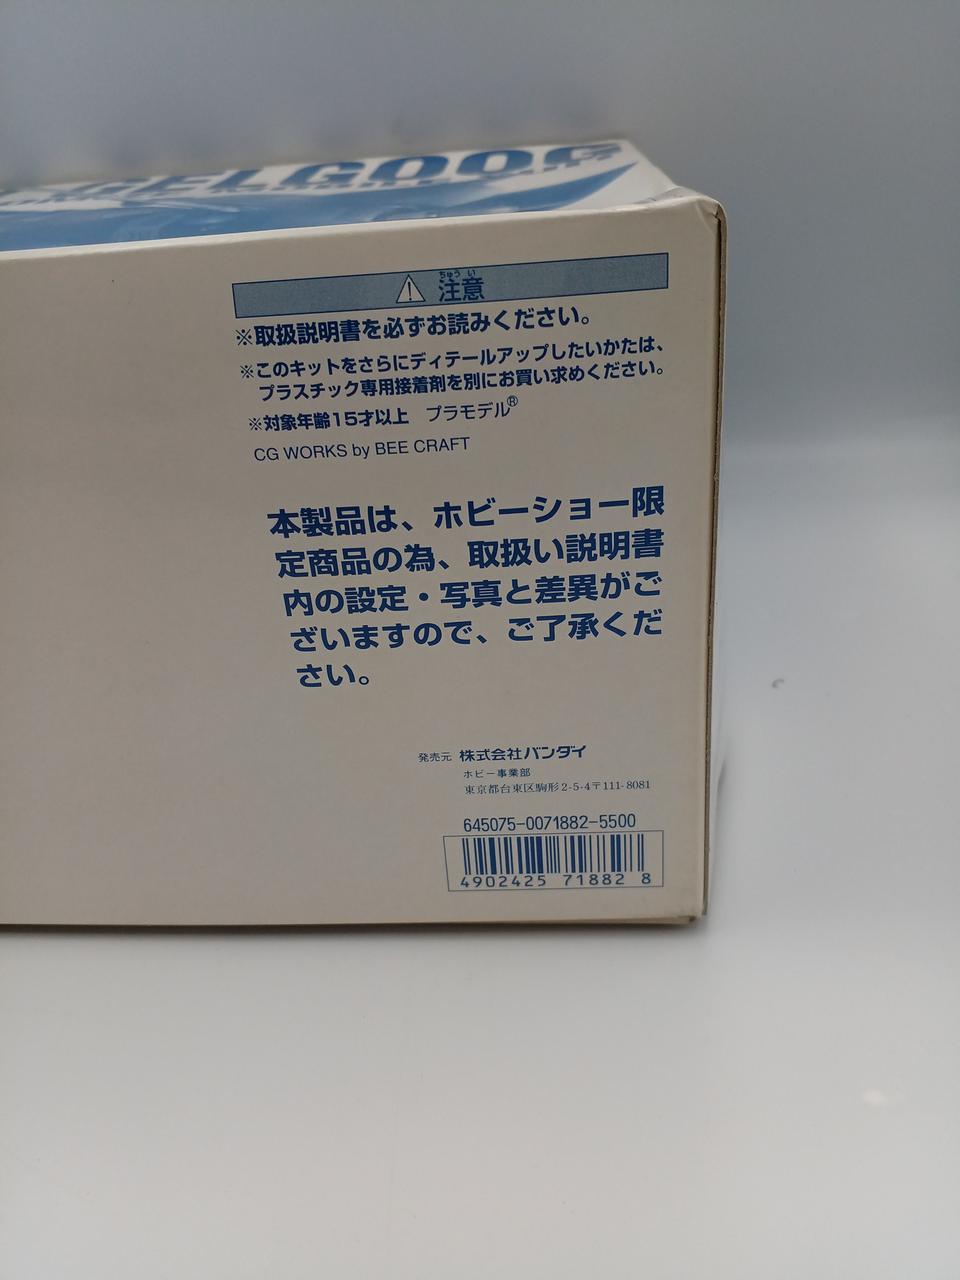 GELGOOG
注意
ちゅうい
※取扱説明書を必ずお読みください。
※このキットをさらにディテールアップしたいかたは、
プラスチック専用接着剤を別にお買い求めください。
※対象年齢15才以上 プラモデル®
CG WORKS by BEE CRAFT
本製品は、ホビーショー限
定商品の為、取扱い説明書
内の設定・写真と差異がご
ざいますので、ご了承くだ
さい。
発売元 株式会社バンダイ
ホビー事業部
東京都台東区駒形2-5-4〒111-8081
645075-0071882-5500
4902425 71882 8